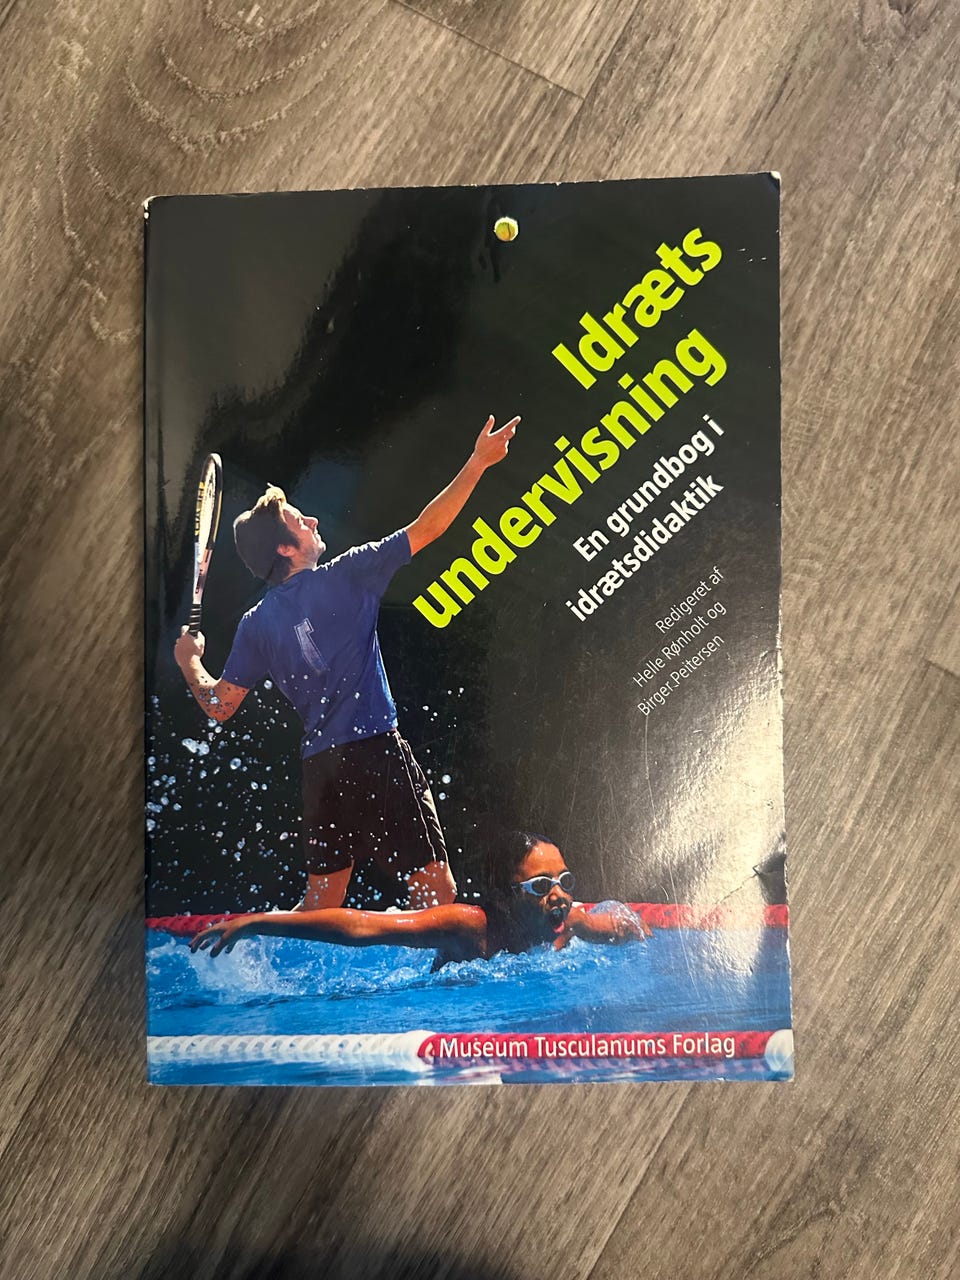 Idræts
undervisning
En grundbog i
idrætsdidaktik
Redigeret af
Helle Rønholt og
Birger Peitersen
Museum Tusculanums Forlag